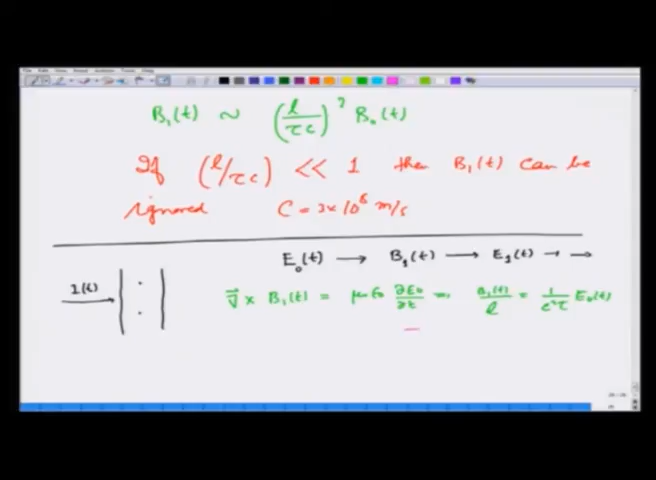 B₁(t) ~ (l/τc)² B₀(t)
If (l/τc) << 1 then B₁(t) can be
ignored C = 3×10⁸ m/s
E₀(t) → B₁(t) → E₁(t) → →
I(t)
∇⃗ × B₁(t) = μ₀ε₀ ∂E₀/∂t ⇒ B₁(t)/l = 1/c²τ E₀(t)